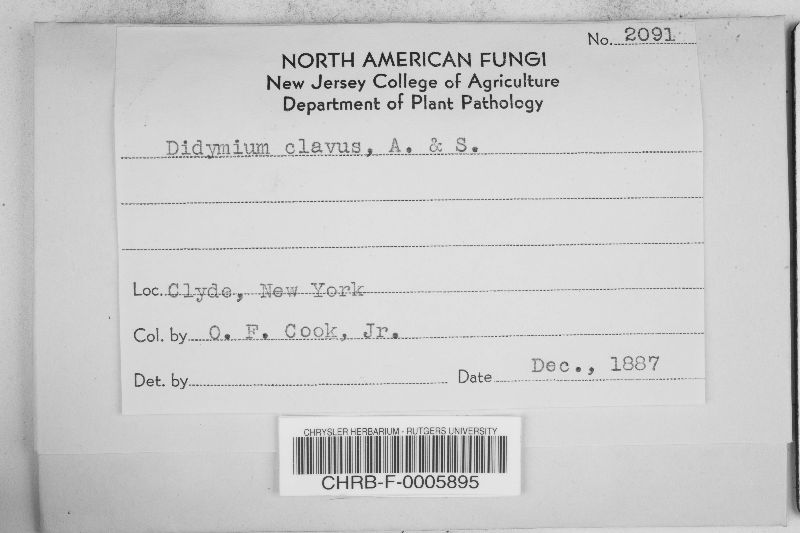 No. 2091
NORTH AMERICAN FUNGI
New Jersey College of Agriculture
Department of Plant Pathology
Didymium clavus, A. & S.
Loc. Clyde, New York
Col. by O. F. Cook, Jr.
Det. by Date Dec., 1887
CHRYSLER HERBARIUM - RUTGERS UNIVERSITY
CHRB-F-0005895